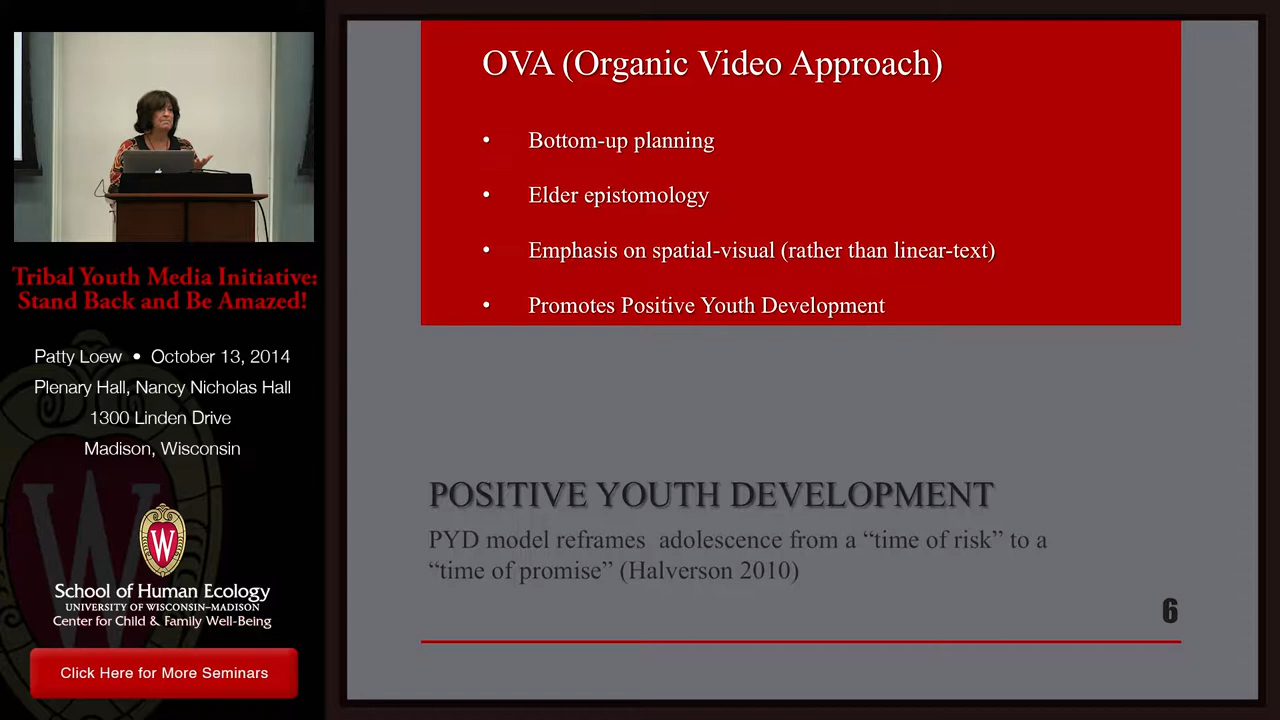 Tribal Youth Media Initiative:
Stand Back and Be Amazed!
Patty Loew • October 13, 2014
Plenary Hall, Nancy Nicholas Hall
1300 Linden Drive
Madison, Wisconsin
W
School of Human Ecology
UNIVERSITY OF WISCONSIN–MADISON
Center for Child & Family Well-Being
Click Here for More Seminars
OVA (Organic Video Approach)
• Bottom-up planning
• Elder epistomology
• Emphasis on spatial-visual (rather than linear-text)
• Promotes Positive Youth Development
POSITIVE YOUTH DEVELOPMENT
PYD model reframes adolescence from a “time of risk” to a
“time of promise” (Halverson 2010)
6